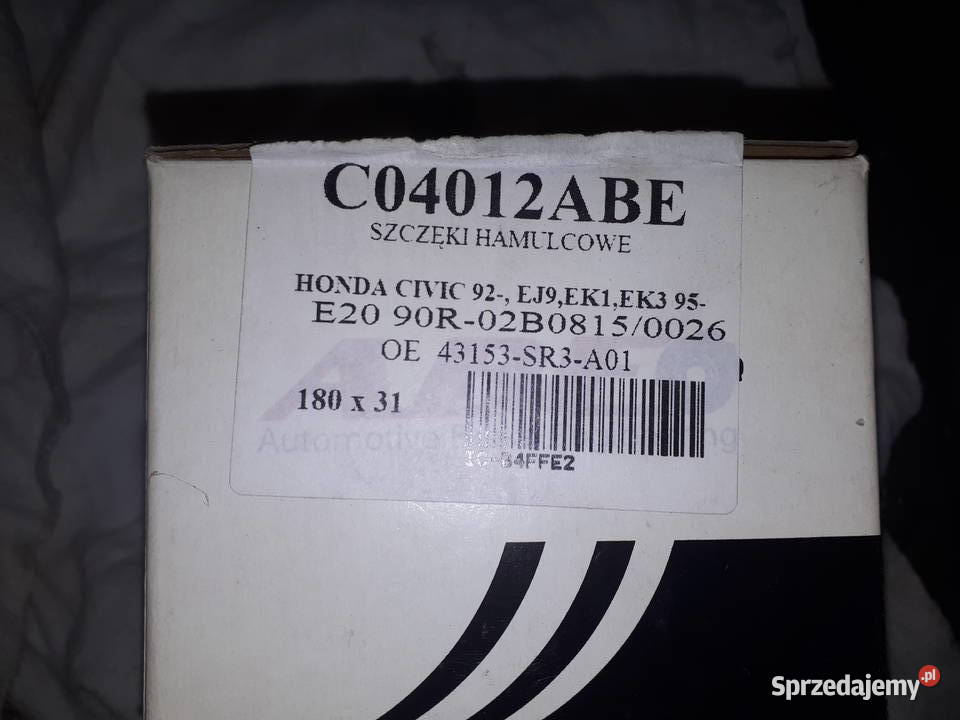 C04012ABE
SZCZĘKI HAMULCOWE
HONDA CIVIC 92-, EJ9,EK1,EK3 95-
E20 90R-02B0815/0026
OE 43153-SR3-A01
180 x 31
Automotive
Sprzedajemy.pl